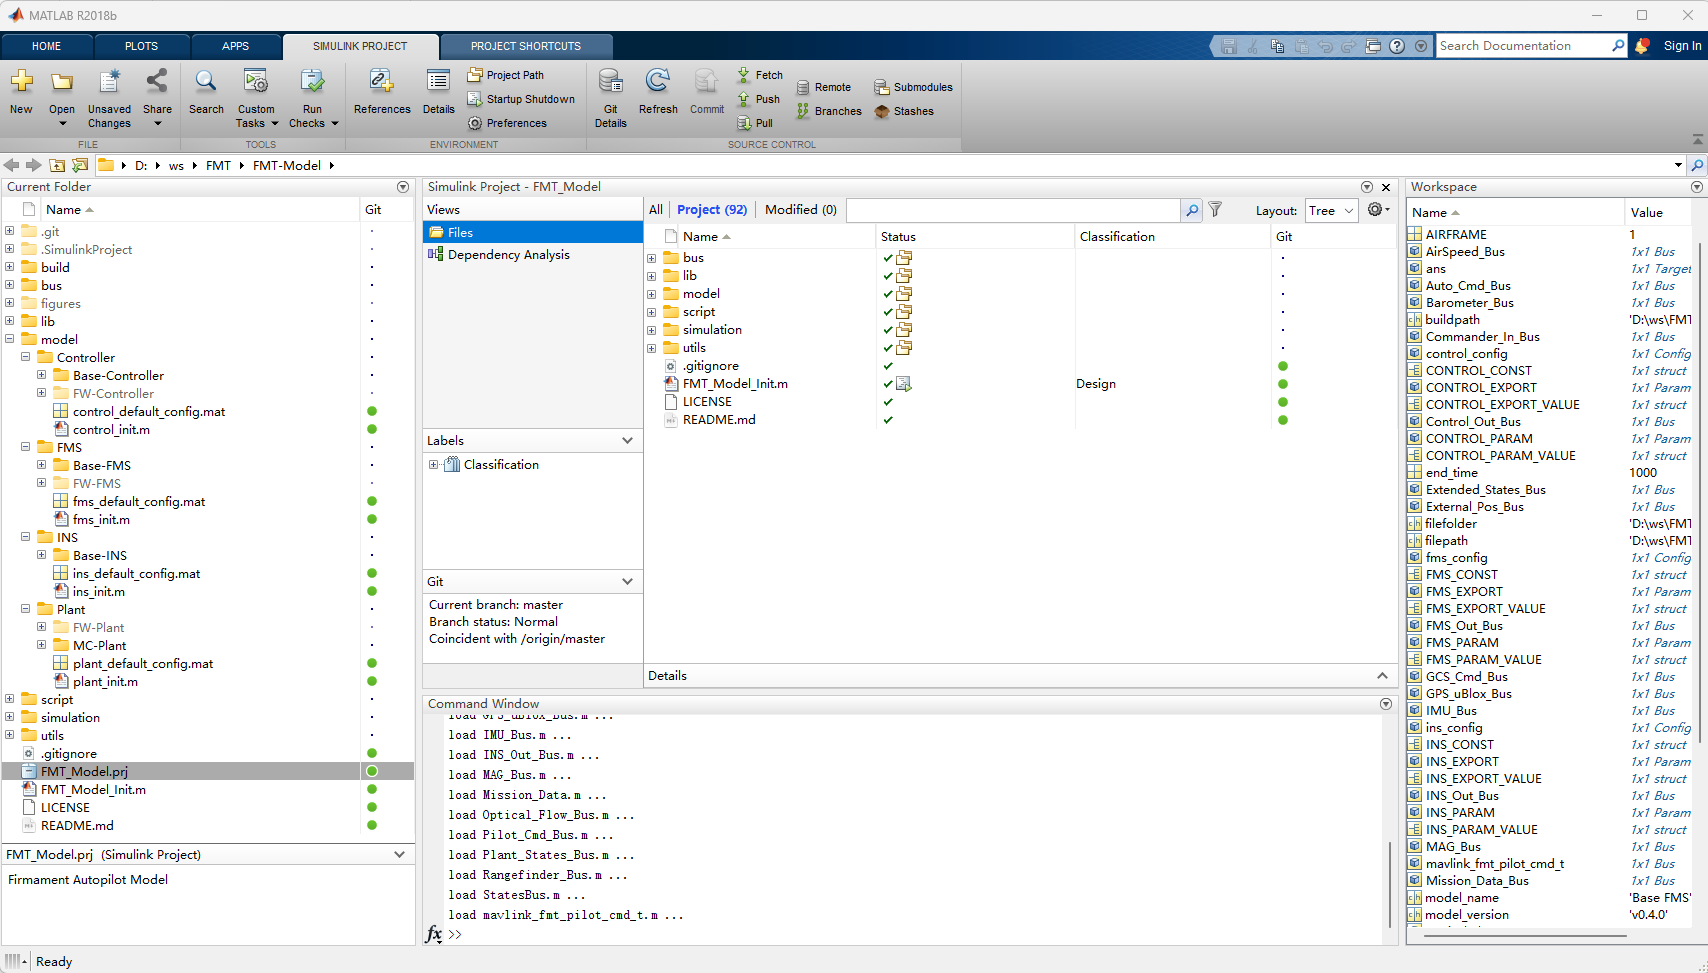 MATLAB R2018b
HOME
PLOTS
APPS
SIMULINK PROJECT
PROJECT SHORTCUTS
Search Documentation
Sign In
New
Open
Unsaved Changes
Share
FILE
Search
Custom Tasks
Run Checks
TOOLS
References
Details
Project Path
Startup Shutdown
Preferences
ENVIRONMENT
Git Details
Refresh
Commit
Fetch
Push
Pull
Remote
Branches
Submodules
Stashes
SOURCE CONTROL
D: ws FMT FMT-Model
Current Folder
Name Git
.git
.SimulinkProject
build
bus
figures
lib
model
Controller
Base-Controller
FW-Controller
control_default_config.mat
control_init.m
FMS
Base-FMS
FW-FMS
fms_default_config.mat
fms_init.m
INS
Base-INS
ins_default_config.mat
ins_init.m
Plant
FW-Plant
MC-Plant
plant_default_config.mat
plant_init.m
script
simulation
utils
.gitignore
FMT_Model.prj
FMT_Model_Init.m
LICENSE
README.md
FMT_Model.prj (Simulink Project)
Firmament Autopilot Model
Ready
Simulink Project - FMT_Model
Views
Files
Dependency Analysis
Labels
Classification
Git
Current branch: master
Branch status: Normal
Coincident with /origin/master
All Project (92) Modified (0) Layout: Tree
Name Status Classification Git
bus
lib
model
script
simulation
utils
.gitignore
FMT_Model_Init.m Design
LICENSE
README.md
Details
Command Window
load GPS_uBlox_Bus.m ...
load IMU_Bus.m ...
load INS_Out_Bus.m ...
load MAG_Bus.m ...
load Mission_Data.m ...
load Optical_Flow_Bus.m ...
load Pilot_Cmd_Bus.m ...
load Plant_States_Bus.m ...
load Rangefinder_Bus.m ...
load StatesBus.m ...
load mavlink_fmt_pilot_cmd_t.m ...
fx >>
Workspace
Name Value
AIRFRAME 1
AirSpeed_Bus 1x1 Bus
ans 1x1 Target
Auto_Cmd_Bus 1x1 Bus
Barometer_Bus 1x1 Bus
buildpath 'D:\ws\FMT
Commander_In_Bus 1x1 Bus
control_config 1x1 Config
CONTROL_CONST 1x1 struct
CONTROL_EXPORT 1x1 Param
CONTROL_EXPORT_VALUE 1x1 struct
Control_Out_Bus 1x1 Bus
CONTROL_PARAM 1x1 Param
CONTROL_PARAM_VALUE 1x1 struct
end_time 1000
Extended_States_Bus 1x1 Bus
External_Pos_Bus 1x1 Bus
filefolder 'D:\ws\FMT
filepath 'D:\ws\FMT
fms_config 1x1 Config
FMS_CONST 1x1 struct
FMS_EXPORT 1x1 Param
FMS_EXPORT_VALUE 1x1 struct
FMS_Out_Bus 1x1 Bus
FMS_PARAM 1x1 Param
FMS_PARAM_VALUE 1x1 struct
GCS_Cmd_Bus 1x1 Bus
GPS_uBlox_Bus 1x1 Bus
IMU_Bus 1x1 Bus
ins_config 1x1 Config
INS_CONST 1x1 struct
INS_EXPORT 1x1 Param
INS_EXPORT_VALUE 1x1 struct
INS_Out_Bus 1x1 Bus
INS_PARAM 1x1 Param
INS_PARAM_VALUE 1x1 struct
MAG_Bus 1x1 Bus
mavlink_fmt_pilot_cmd_t 1x1 Bus
Mission_Data_Bus 1x1 Bus
model_name 'Base FMS'
model_version 'v0.4.0'